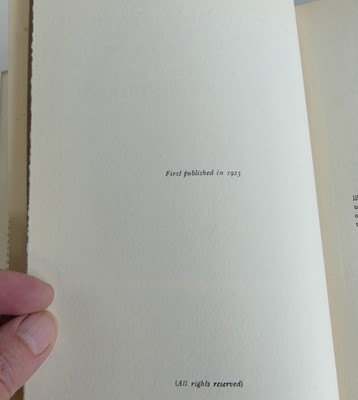 First published in 1923
(All rights reserved)